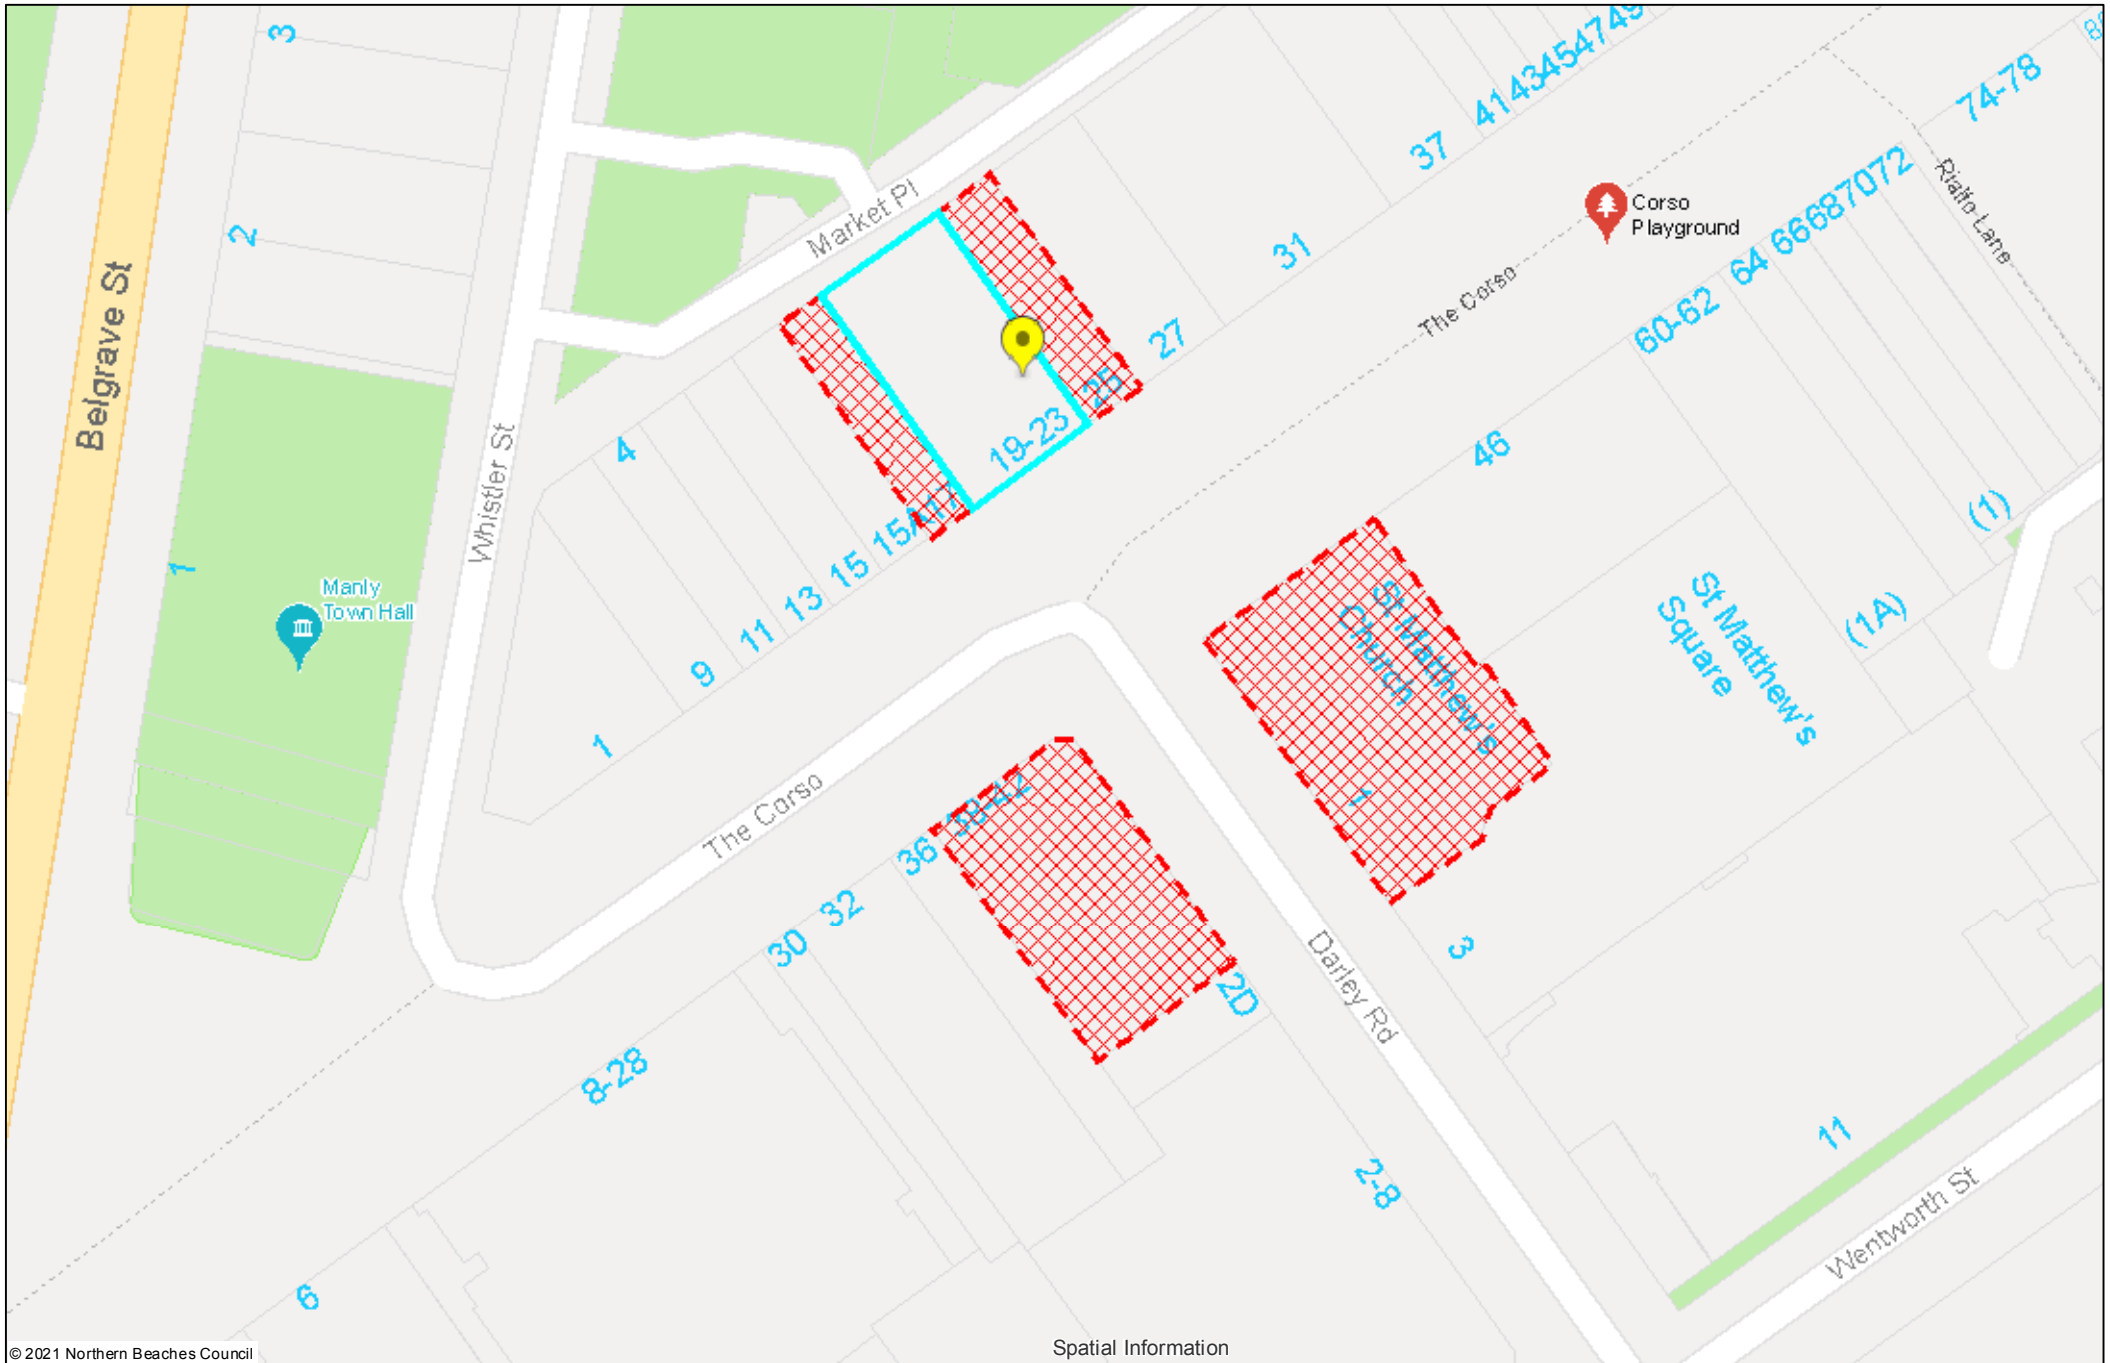 3
41
43
45
47
49
74-78
37
Rialto Lane
Market Pl
2
31
Corso
Playground
66
68
70
72
64
Belgrave St
27
The Corso
60-62
25
4
19-23
46
Whistler St
17
15A
15
13
11
9
1
(1)
1
Manly
Town Hall
St Matthew's
Church
St Matthew's
Square
(1A)
1
1
The Corso
38-42
36
32
30
3
Darley Rd
2D
8-28
2-8
11
Wentworth St
6
© 2021 Northern Beaches Council
Spatial Information